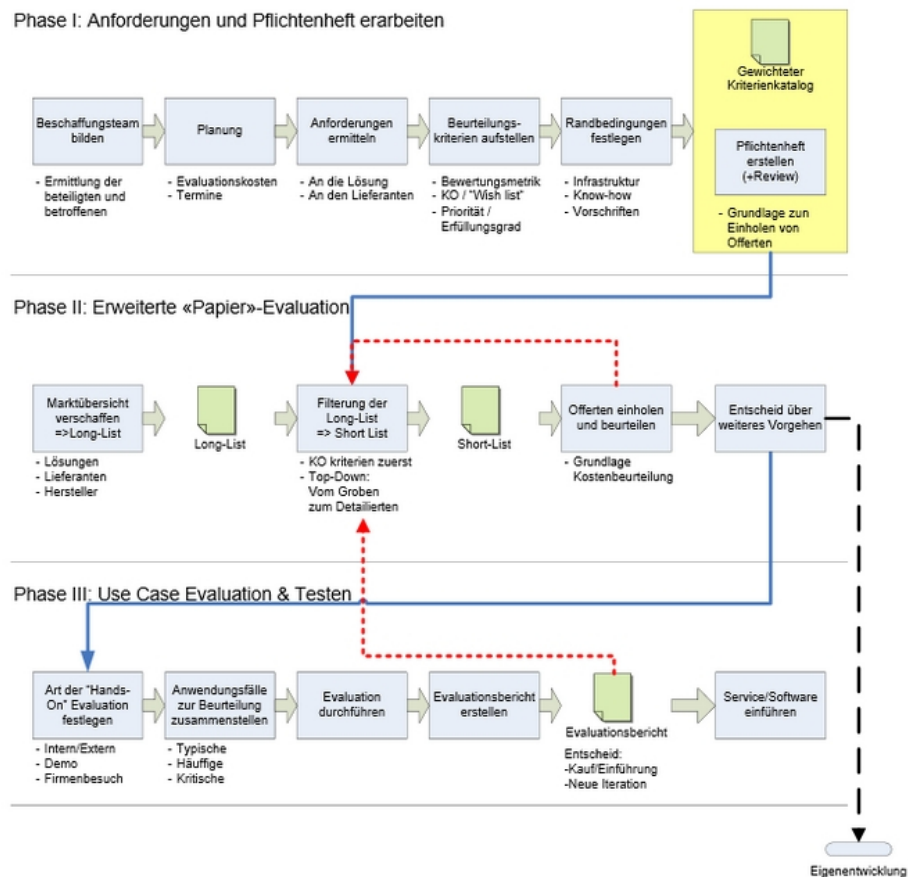 Phase I: Anforderungen und Pflichtenheft erarbeiten
Gewichteter
Kriterienkatalog
Beschaffungsteam
bilden
Planung
Anforderungen
ermitteln
Beurteilungs-
kriterien aufstellen
Randbedingungen
festlegen
Pflichtenheft
erstellen
(+Review)
- Ermittlung der
beteiligten und
betroffenen
- Evaluationskosten
- Termine
- An die Lösung
- An den Lieferanten
- Bewertungsmetrik
- KO / "Wish list"
- Priorität /
Erfüllungsgrad
- Infrastruktur
- Know-how
- Vorschriften
- Grundlage zun
Einholen von
Offerten
Phase II: Erweiterte «Papier»-Evaluation
Marktübersicht
verschaffen
=>Long-List
Long-List
Filterung der
Long-List
=> Short List
Short-List
Offerten einholen
und beurteilen
Entscheid über
weiteres Vorgehen
- Lösungen
- Lieferanten
- Hersteller
- KO kriterien zuerst
- Top-Down:
Vom Groben
zum Detailierten
- Grundlage
Kostenbeurteilung
Phase III: Use Case Evaluation & Testen
Art der "Hands-
On" Evaluation
festlegen
Anwendungsfälle
zur Beurteilung
zusammenstellen
Evaluation
durchführen
Evaluationsbericht
erstellen
Evaluationsbericht
Service/Software
einführen
- Intern/Extern
- Demo
- Firmenbesuch
- Typische
- Häuffige
- Kritische
Entscheid:
-Kauf/Einführung
-Neue Iteration
Eigenentwicklung